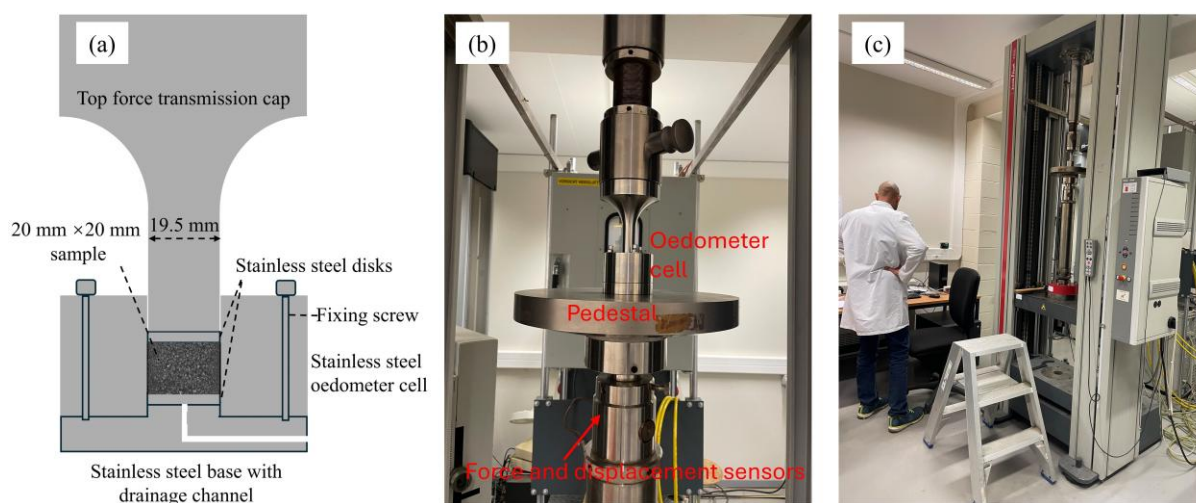 (a)
Top force transmission cap
20 mm ×20 mm
sample
19.5 mm
Stainless steel disks
Fixing screw
Stainless steel
oedometer cell
Stainless steel base with
drainage channel
(b)
Oedometer
cell
Pedestal
Force and displacement sensors
(c)